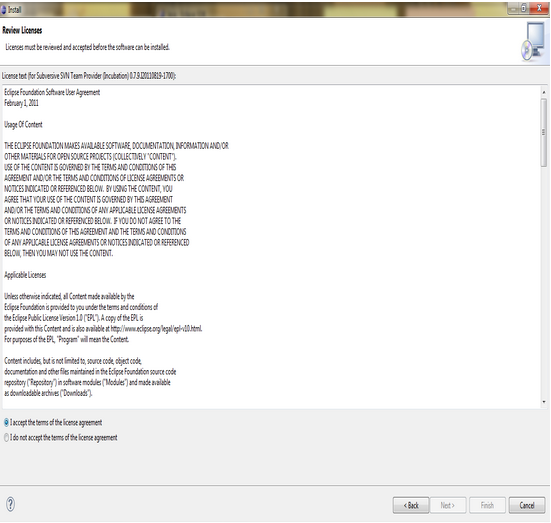 Install
Review Licenses
Licenses must be reviewed and accepted before the software can be installed.
License text (for Subversive SVN Team Provider (Incubation) 0.7.9.I20110819-1700):
Eclipse Foundation Software User Agreement
February 1, 2011
Usage Of Content
THE ECLIPSE FOUNDATION MAKES AVAILABLE SOFTWARE, DOCUMENTATION, INFORMATION AND/OR
OTHER MATERIALS FOR OPEN SOURCE PROJECTS (COLLECTIVELY "CONTENT").
USE OF THE CONTENT IS GOVERNED BY THE TERMS AND CONDITIONS OF THIS
AGREEMENT AND/OR THE TERMS AND CONDITIONS OF LICENSE AGREEMENTS OR
NOTICES INDICATED OR REFERENCED BELOW.  BY USING THE CONTENT, YOU
AGREE THAT YOUR USE OF THE CONTENT IS GOVERNED BY THIS AGREEMENT
AND/OR THE TERMS AND CONDITIONS OF ANY APPLICABLE LICENSE AGREEMENTS
OR NOTICES INDICATED OR REFERENCED BELOW.  IF YOU DO NOT AGREE TO THE
TERMS AND CONDITIONS OF THIS AGREEMENT AND THE TERMS AND CONDITIONS
OF ANY APPLICABLE LICENSE AGREEMENTS OR NOTICES INDICATED OR REFERENCED
BELOW, THEN YOU MAY NOT USE THE CONTENT.
Applicable Licenses
Unless otherwise indicated, all Content made available by the
Eclipse Foundation is provided to you under the terms and conditions of
the Eclipse Public License Version 1.0 ("EPL"). A copy of the EPL is
provided with this Content and is also available at http://www.eclipse.org/legal/epl-v10.html.
For purposes of the EPL, "Program" will mean the Content.
Content includes, but is not limited to, source code, object code,
documentation and other files maintained in the Eclipse Foundation source code
repository ("Repository") in software modules ("Modules") and made available
as downloadable archives ("Downloads").
I accept the terms of the license agreement
I do not accept the terms of the license agreement
? < Back Next > Finish Cancel